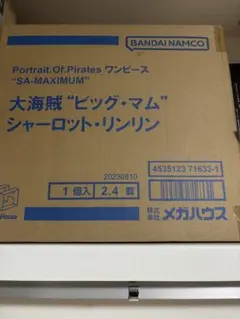 BANDAI NAMCO
Portrait.Of.Pirates ワンピース
"SA-MAXIMUM"
大海賊"ビッグ・マム"
シャーロット・リンリン
4535123 71633-1
20230810
1個入 2.4
株式会社 メガハウス
House